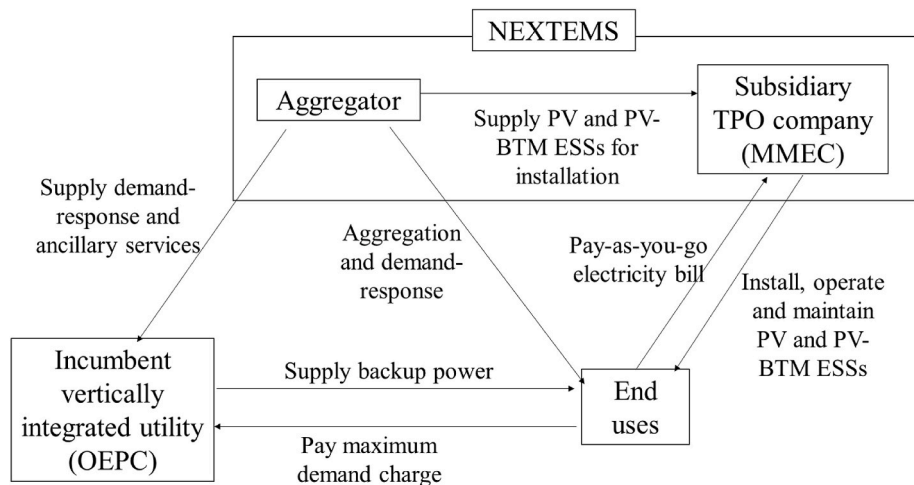 NEXTEMS
Aggregator
Subsidiary
TPO company
(MMEC)
Supply PV and PV-
BTM ESSs for
installation
Supply demand-
response and
ancillary services
Aggregation
and demand-
response
Pay-as-you-go
electricity bill
Install, operate
and maintain
PV and PV-
BTM ESSs
Incumbent
vertically
integrated utility
(OEPC)
Supply backup power
End
uses
Pay maximum
demand charge